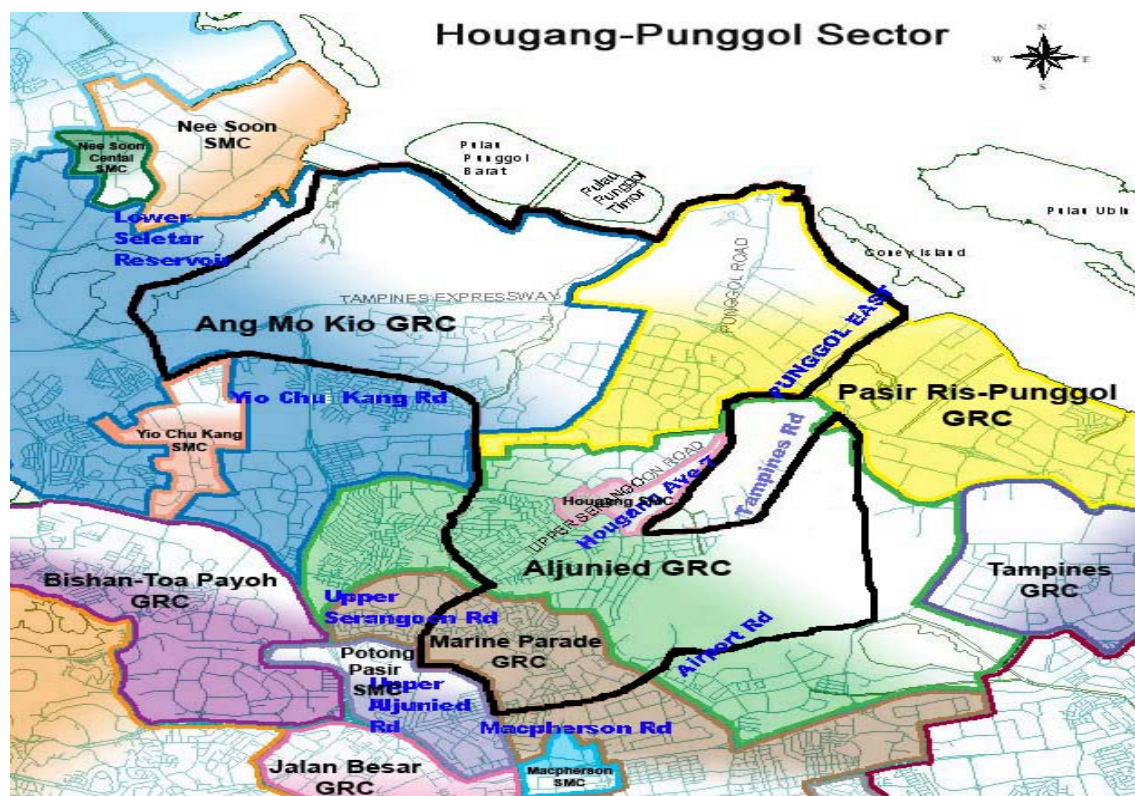 Hougang-Punggol Sector
N
W E
S
Nee Soon
SMC
Nee Soon
Cental
SMC
Pulau
Punggol
Barat
Pulau
Punggol
Timor
Pulau Ubin
Coney Island
Lower
Seletar
Reservoir
TAMPINES EXPRESSWAY
PUNGGOL ROAD
Ang Mo Kio GRC
PUNGGOL EAST
Pasir Ris-Punggol
GRC
Yio Chu Kang Rd
Yio Chu Kang
SMC
Tampines Rd
UPPER SERANGOON ROAD
Hougang Ave 7
Hougang SMC
Aljunied GRC
Bishan-Toa Payoh
GRC
Tampines
GRC
Upper
Serangoon Rd
Marine Parade
GRC
Airport Rd
Potong
Pasir
SMC
Upper
Aljunied
Rd
Macpherson Rd
Jalan Besar
GRC
Macpherson
SMC